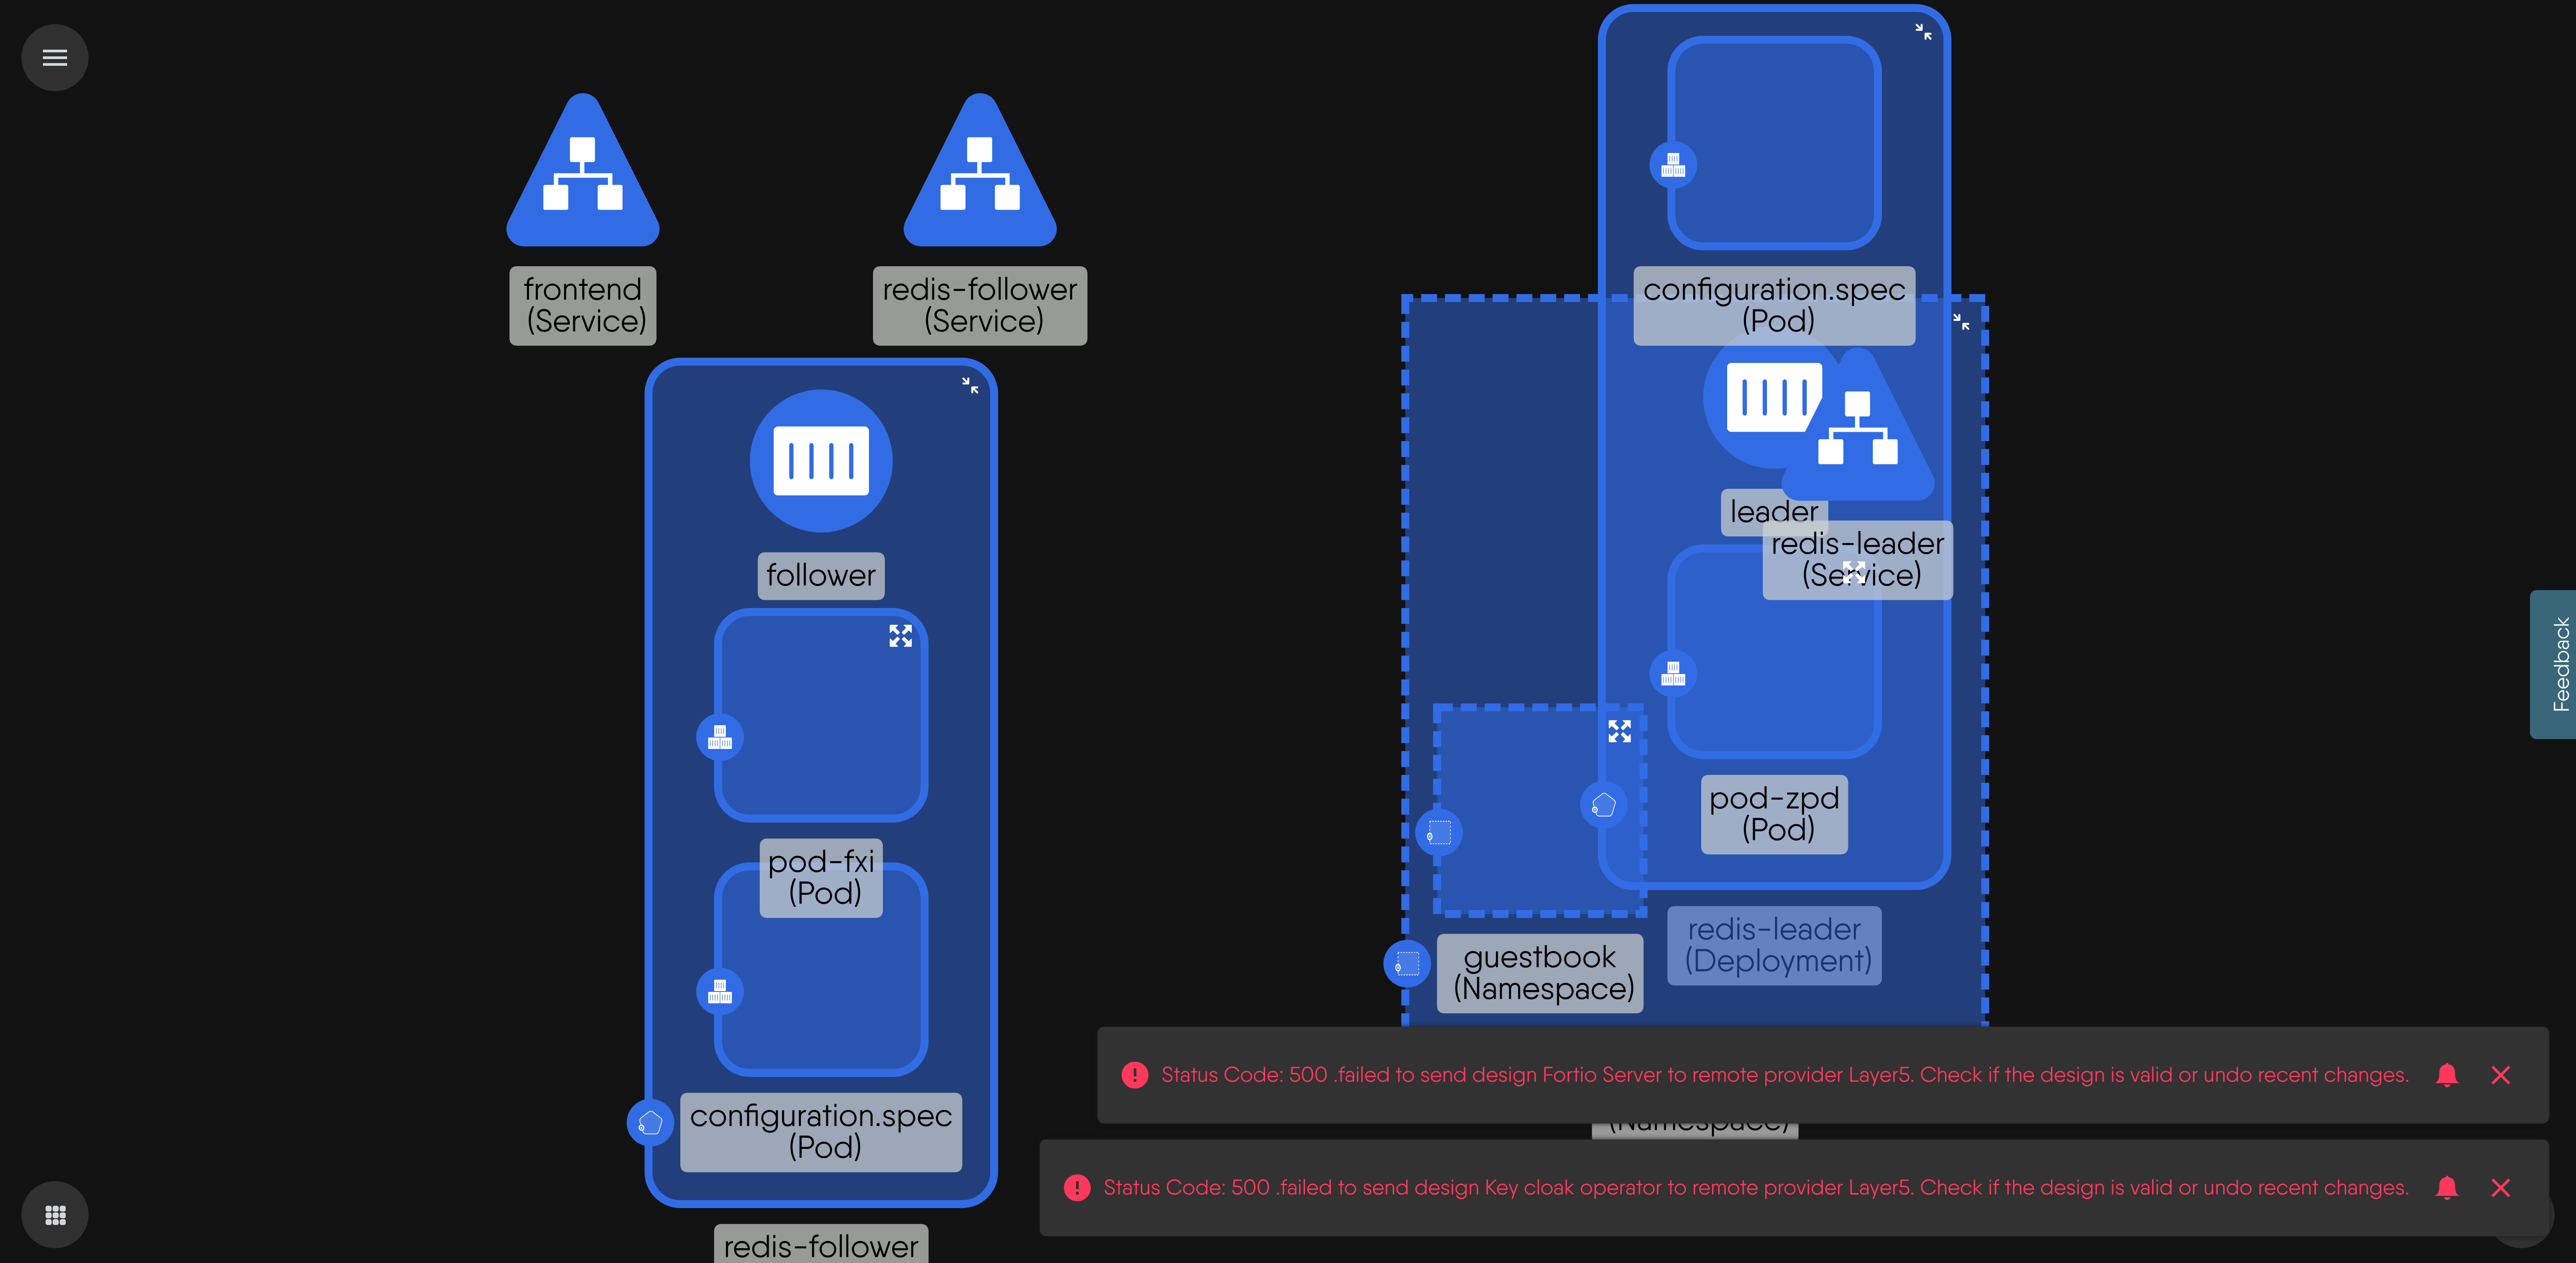 frontend
(Service)
redis-follower
(Service)
configuration.spec
(Pod)
follower
leader
redis-leader
(Service)
pod-fxi
(Pod)
pod-zpd
(Pod)
redis-leader
(Deployment)
guestbook
(Namespace)
configuration.spec
(Pod)
(Namespace)
redis-follower
Status Code: 500 .failed to send design Fortio Server to remote provider Layer5. Check if the design is valid or undo recent changes.
Status Code: 500 .failed to send design Key cloak operator to remote provider Layer5. Check if the design is valid or undo recent changes.
Feedback